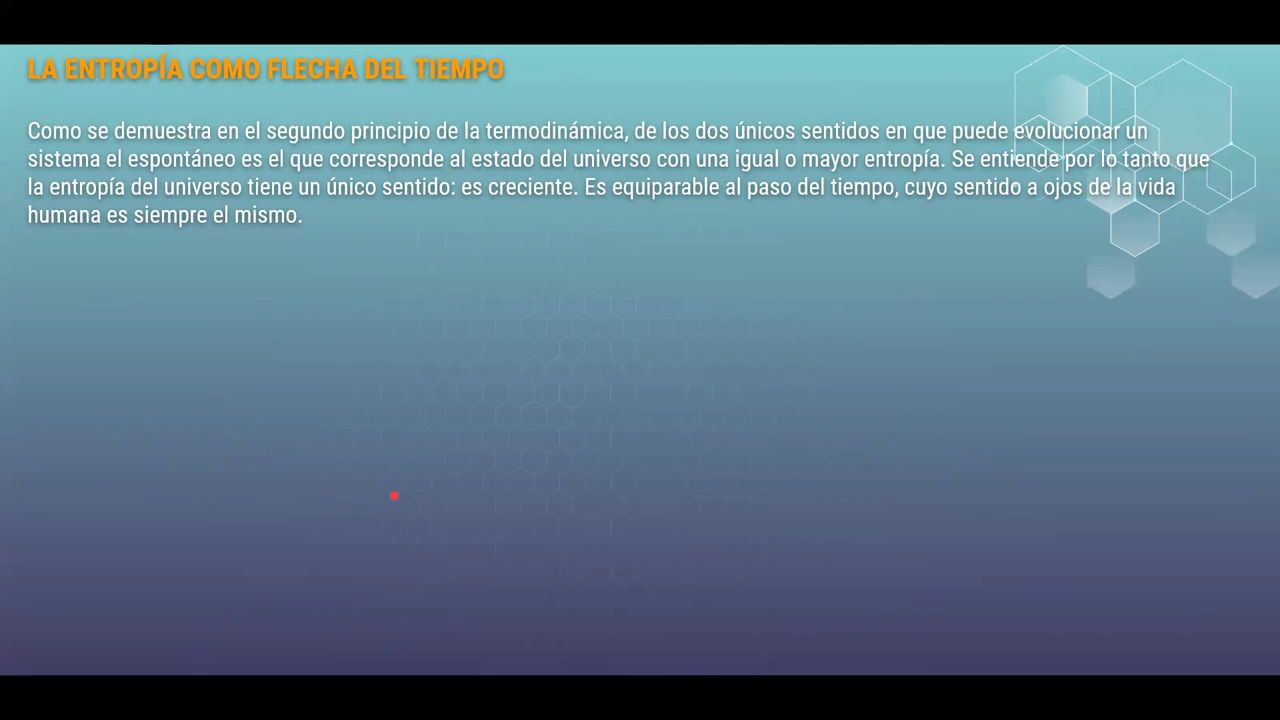 LA ENTROPÍA COMO FLECHA DEL TIEMPO
Como se demuestra en el segundo principio de la termodinámica, de los dos únicos sentidos en que puede evolucionar un
sistema el espontáneo es el que corresponde al estado del universo con una igual o mayor entropía. Se entiende por lo tanto que
la entropía del universo tiene un único sentido: es creciente. Es equiparable al paso del tiempo, cuyo sentido a ojos de la vida
humana es siempre el mismo.